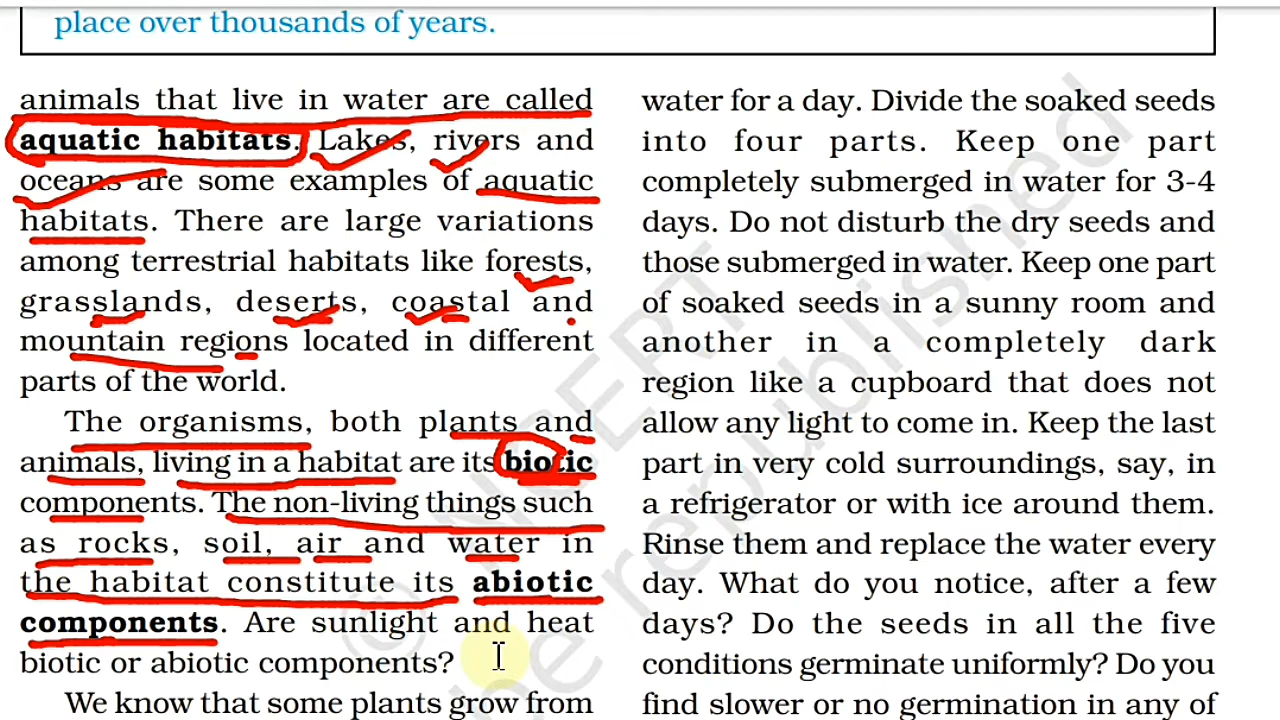 place over thousands of years.
animals that live in water are called
aquatic habitats. Lakes, rivers and
oceans are some examples of aquatic
habitats. There are large variations
among terrestrial habitats like forests,
grasslands, deserts, coastal and
mountain regions located in different
parts of the world.
The organisms, both plants and
animals, living in a habitat are its biotic
components. The non-living things such
as rocks, soil, air and water in
the habitat constitute its abiotic
components. Are sunlight and heat
biotic or abiotic components?
We know that some plants grow from
water for a day. Divide the soaked seeds
into four parts. Keep one part
completely submerged in water for 3-4
days. Do not disturb the dry seeds and
those submerged in water. Keep one part
of soaked seeds in a sunny room and
another in a completely dark
region like a cupboard that does not
allow any light to come in. Keep the last
part in very cold surroundings, say, in
a refrigerator or with ice around them.
Rinse them and replace the water every
day. What do you notice, after a few
days? Do the seeds in all the five
conditions germinate uniformly? Do you
find slower or no germination in any of
© NCERT
be republished